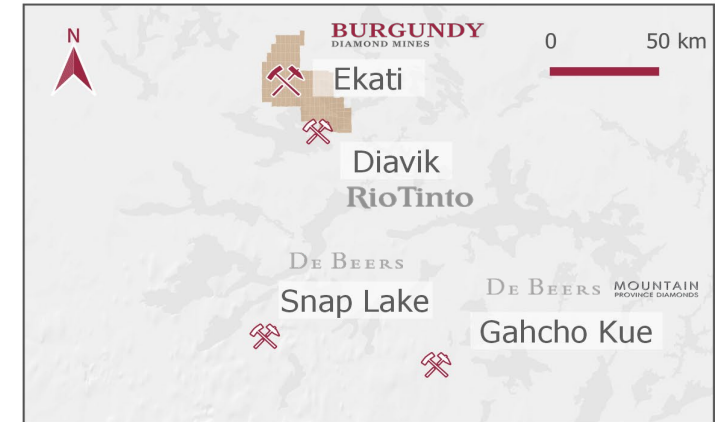 N
BURGUNDY
DIAMOND MINES
0 50 km
Ekati
Diavik
RioTinto
DE BEERS
Snap Lake
DE BEERS MOUNTAIN
PROVINCE DIAMONDS
Gahcho Kue